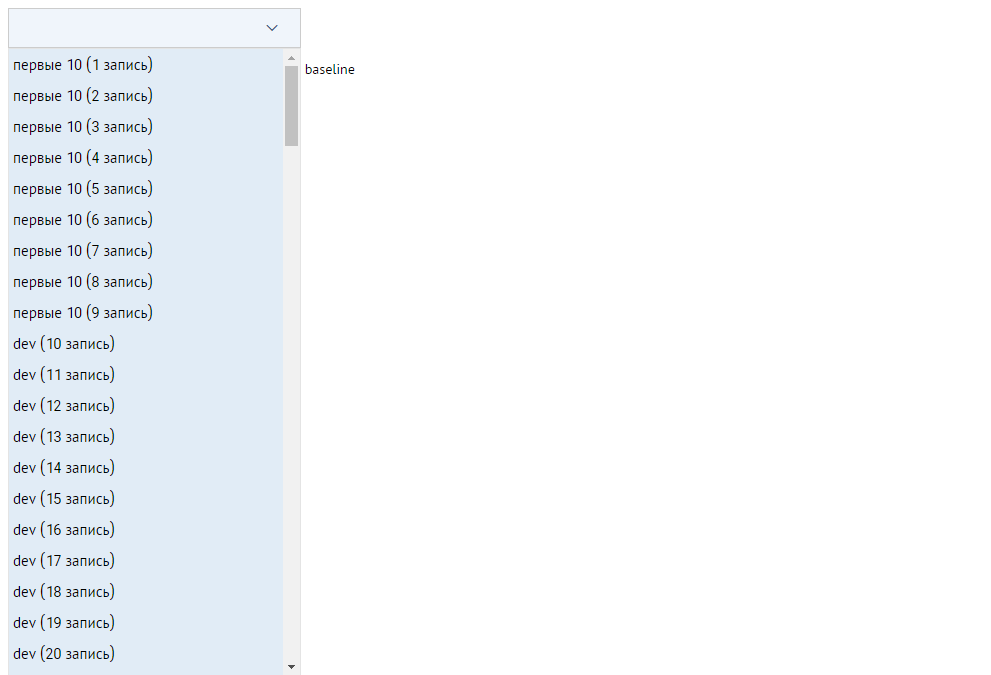 первые 10 (1 запись)
baseline
первые 10 (2 запись)
первые 10 (3 запись)
первые 10 (4 запись)
первые 10 (5 запись)
первые 10 (6 запись)
первые 10 (7 запись)
первые 10 (8 запись)
первые 10 (9 запись)
dev (10 запись)
dev (11 запись)
dev (12 запись)
dev (13 запись)
dev (14 запись)
dev (15 запись)
dev (16 запись)
dev (17 запись)
dev (18 запись)
dev (19 запись)
dev (20 запись)